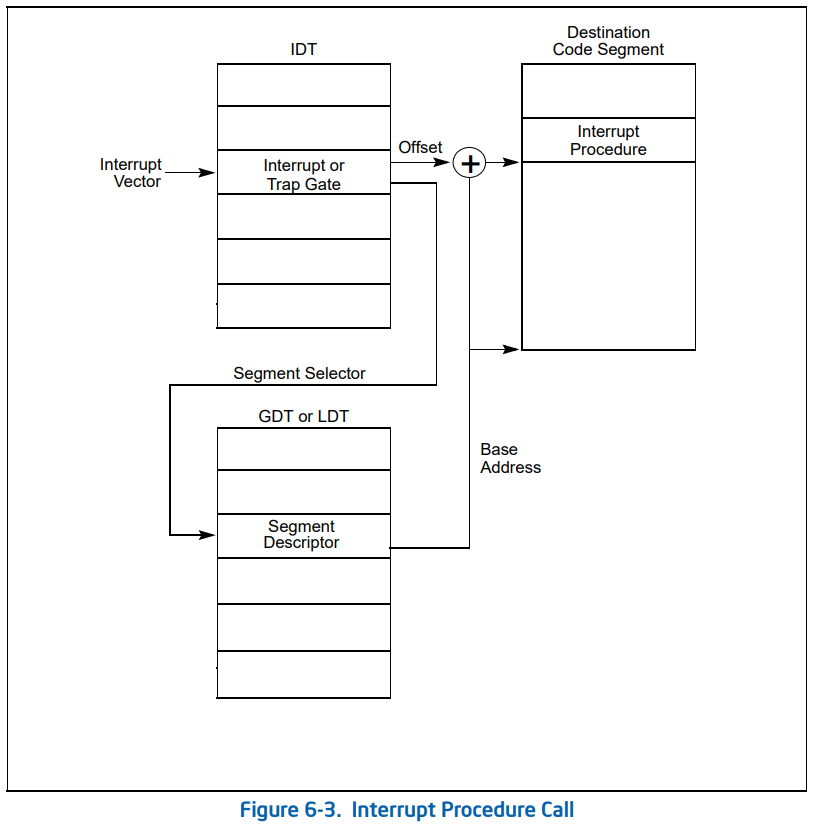 IDT
Destination
Code Segment
Interrupt
Vector
Interrupt or
Trap Gate
Offset
+
Interrupt
Procedure
Segment Selector
GDT or LDT
Segment
Descriptor
Base
Address
Figure 6-3. Interrupt Procedure Call